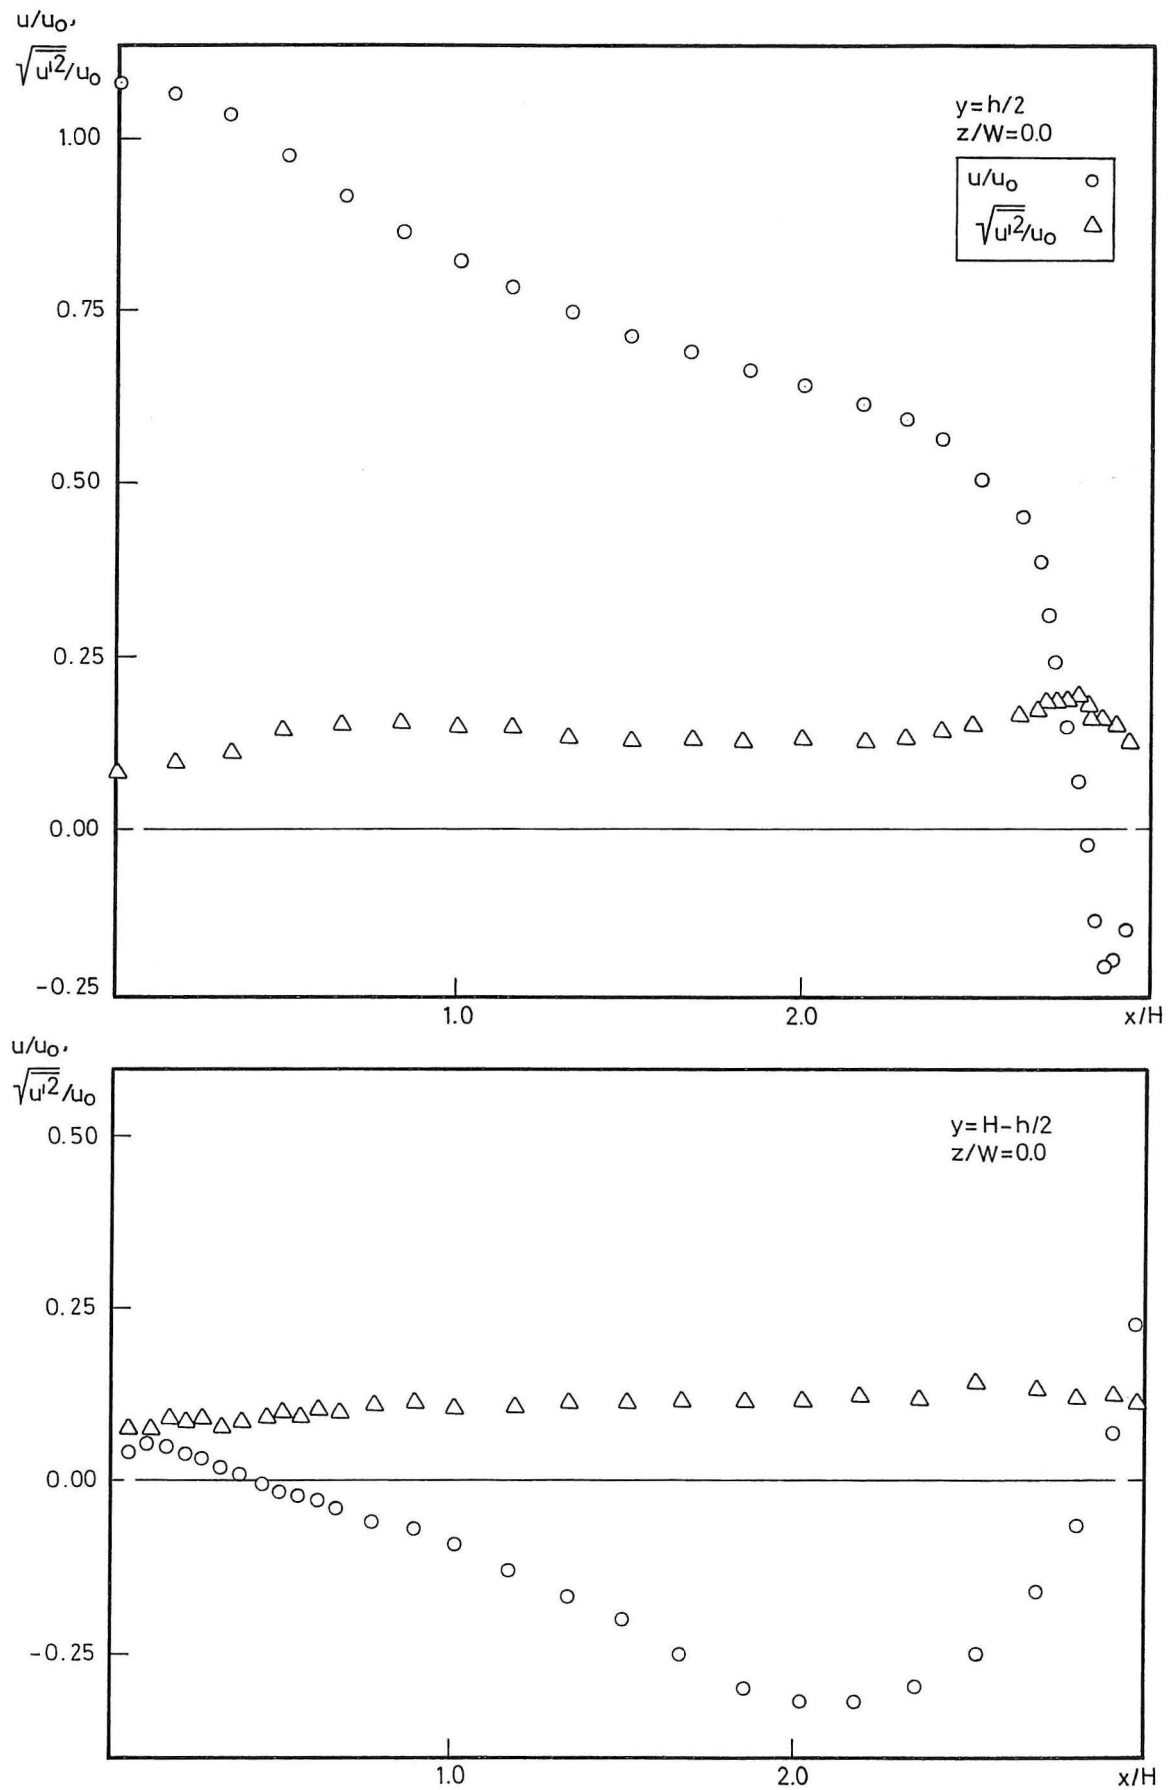 u/u₀,
√u'²/u₀
1.00
0.75
0.50
0.25
0.00
-0.25
y=h/2
z/W=0.0
u/u₀ ○
√u'²/u₀ △
1.0 2.0 x/H
u/u₀,
√u'²/u₀
0.50
0.25
0.00
-0.25
y=H-h/2
z/W=0.0
1.0 2.0 x/H